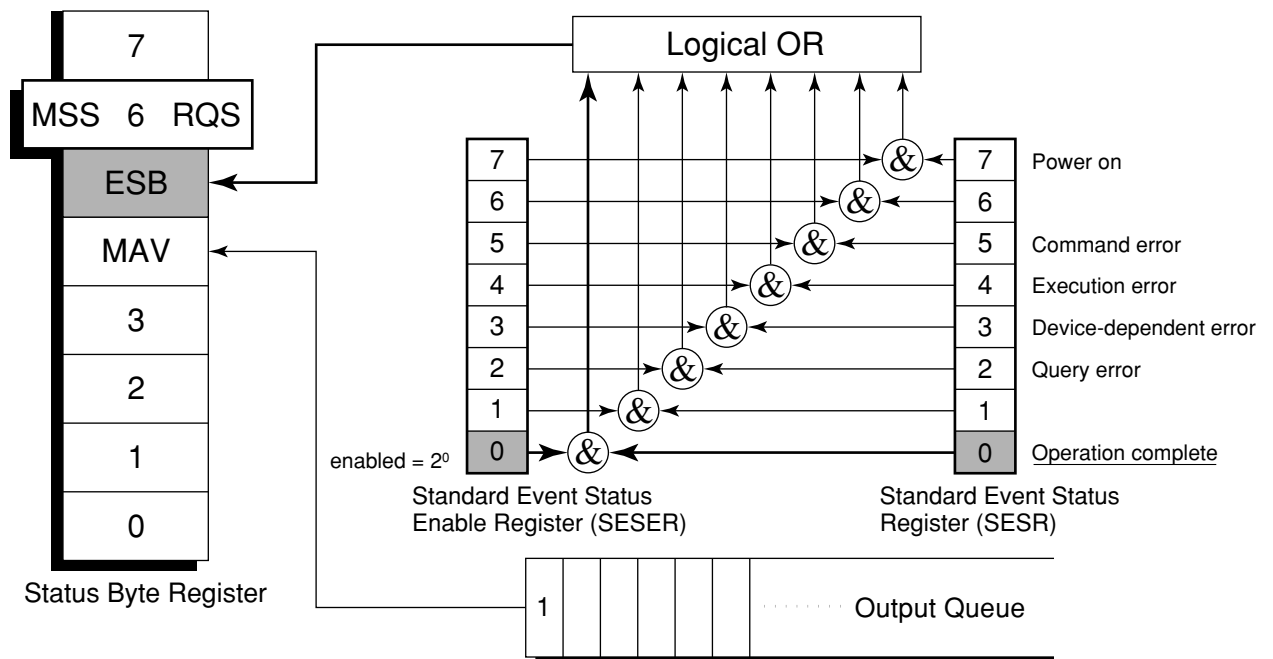 7
MSS 6 RQS
ESB
MAV
3
2
1
0
Status Byte Register
Logical OR
7 & 7 Power on
6 & 6
5 & 5 Command error
4 & 4 Execution error
3 & 3 Device-dependent error
2 & 2 Query error
1 & 1
enabled = 2⁰ 0 & 0 Operation complete
Standard Event Status
Enable Register (SESER)
Standard Event Status
Register (SESR)
1 Output Queue